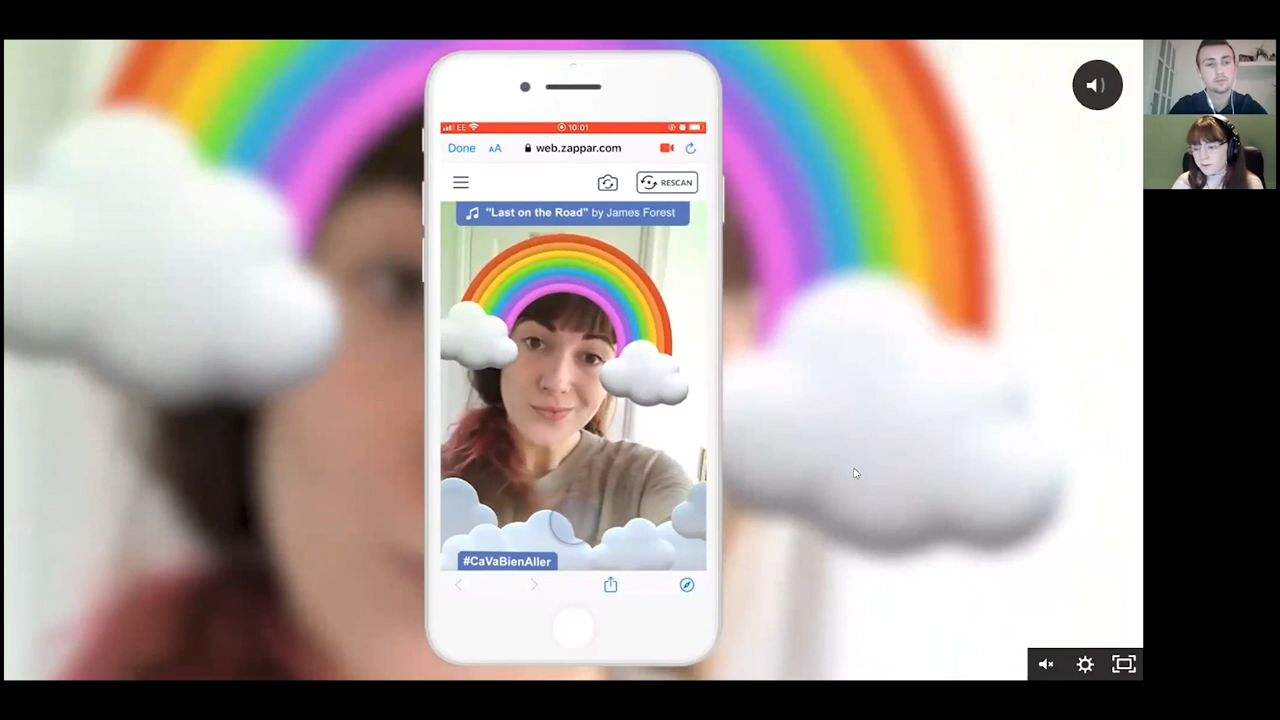 EE 10:01
Done AA web.zappar.com
RESCAN
"Last on the Road" by James Forest
#CaVaBienAller